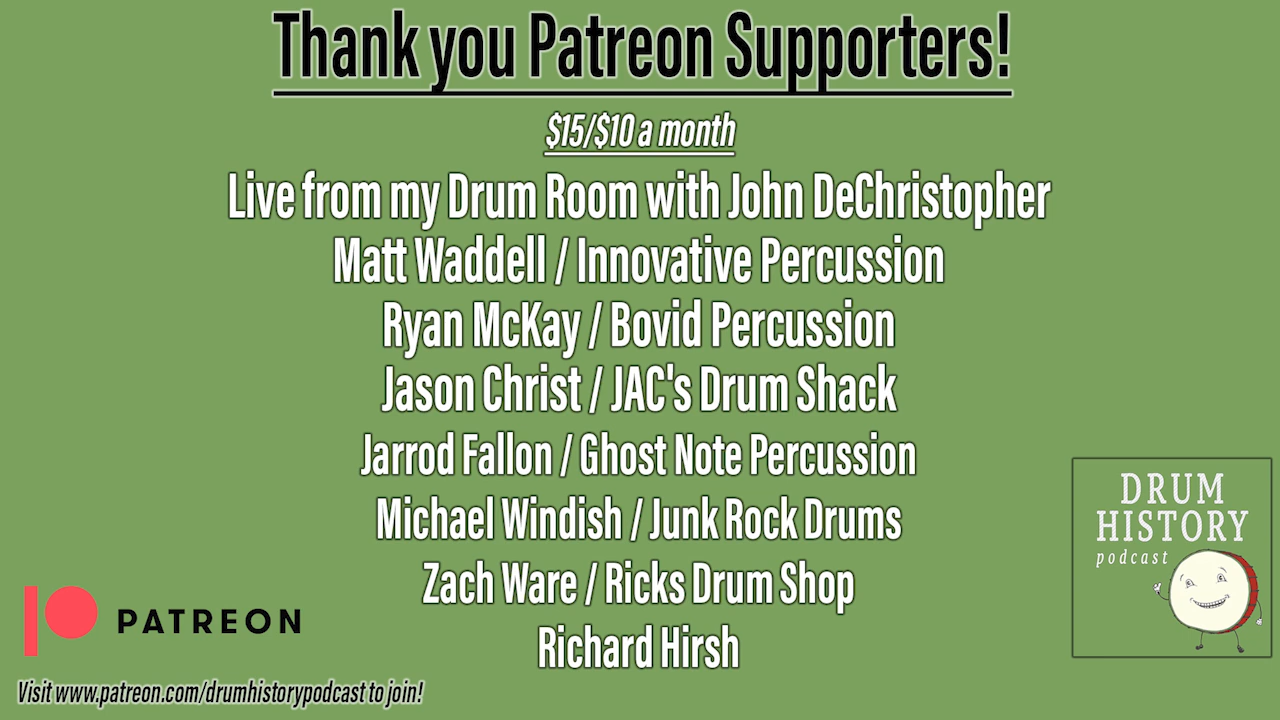 Thank you Patreon Supporters!
$15/$10 a month
Live from my Drum Room with John DeChristopher
Matt Waddell / Innovative Percussion
Ryan McKay / Bovid Percussion
Jason Christ / JAC's Drum Shack
Jarrod Fallon / Ghost Note Percussion
Michael Windish / Junk Rock Drums
Zach Ware / Ricks Drum Shop
Richard Hirsh
DRUM
HISTORY
podcast
PATREON
Visit www.patreon.com/drumhistorypodcast to join!